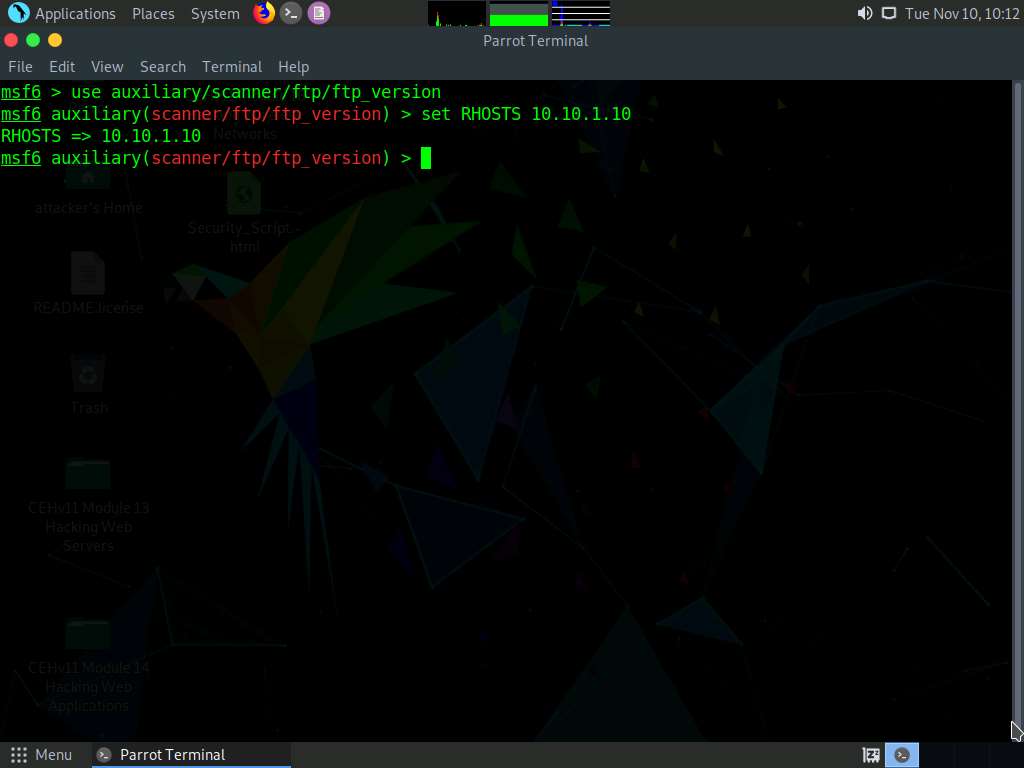 Applications Places System Tue Nov 10, 10:12
Parrot Terminal
File Edit View Search Terminal Help
msf6 > use auxiliary/scanner/ftp/ftp_version
msf6 auxiliary(scanner/ftp/ftp_version) > set RHOSTS 10.10.1.10
RHOSTS => 10.10.1.10
Networks
msf6 auxiliary(scanner/ftp/ftp_version) >
attacker's Home
Security_Script.-
html
README.license
Trash
CEHv11 Module 13
Hacking Web
Servers
CEHv11 Module 14
Hacking Web
Applications
Menu Parrot Terminal